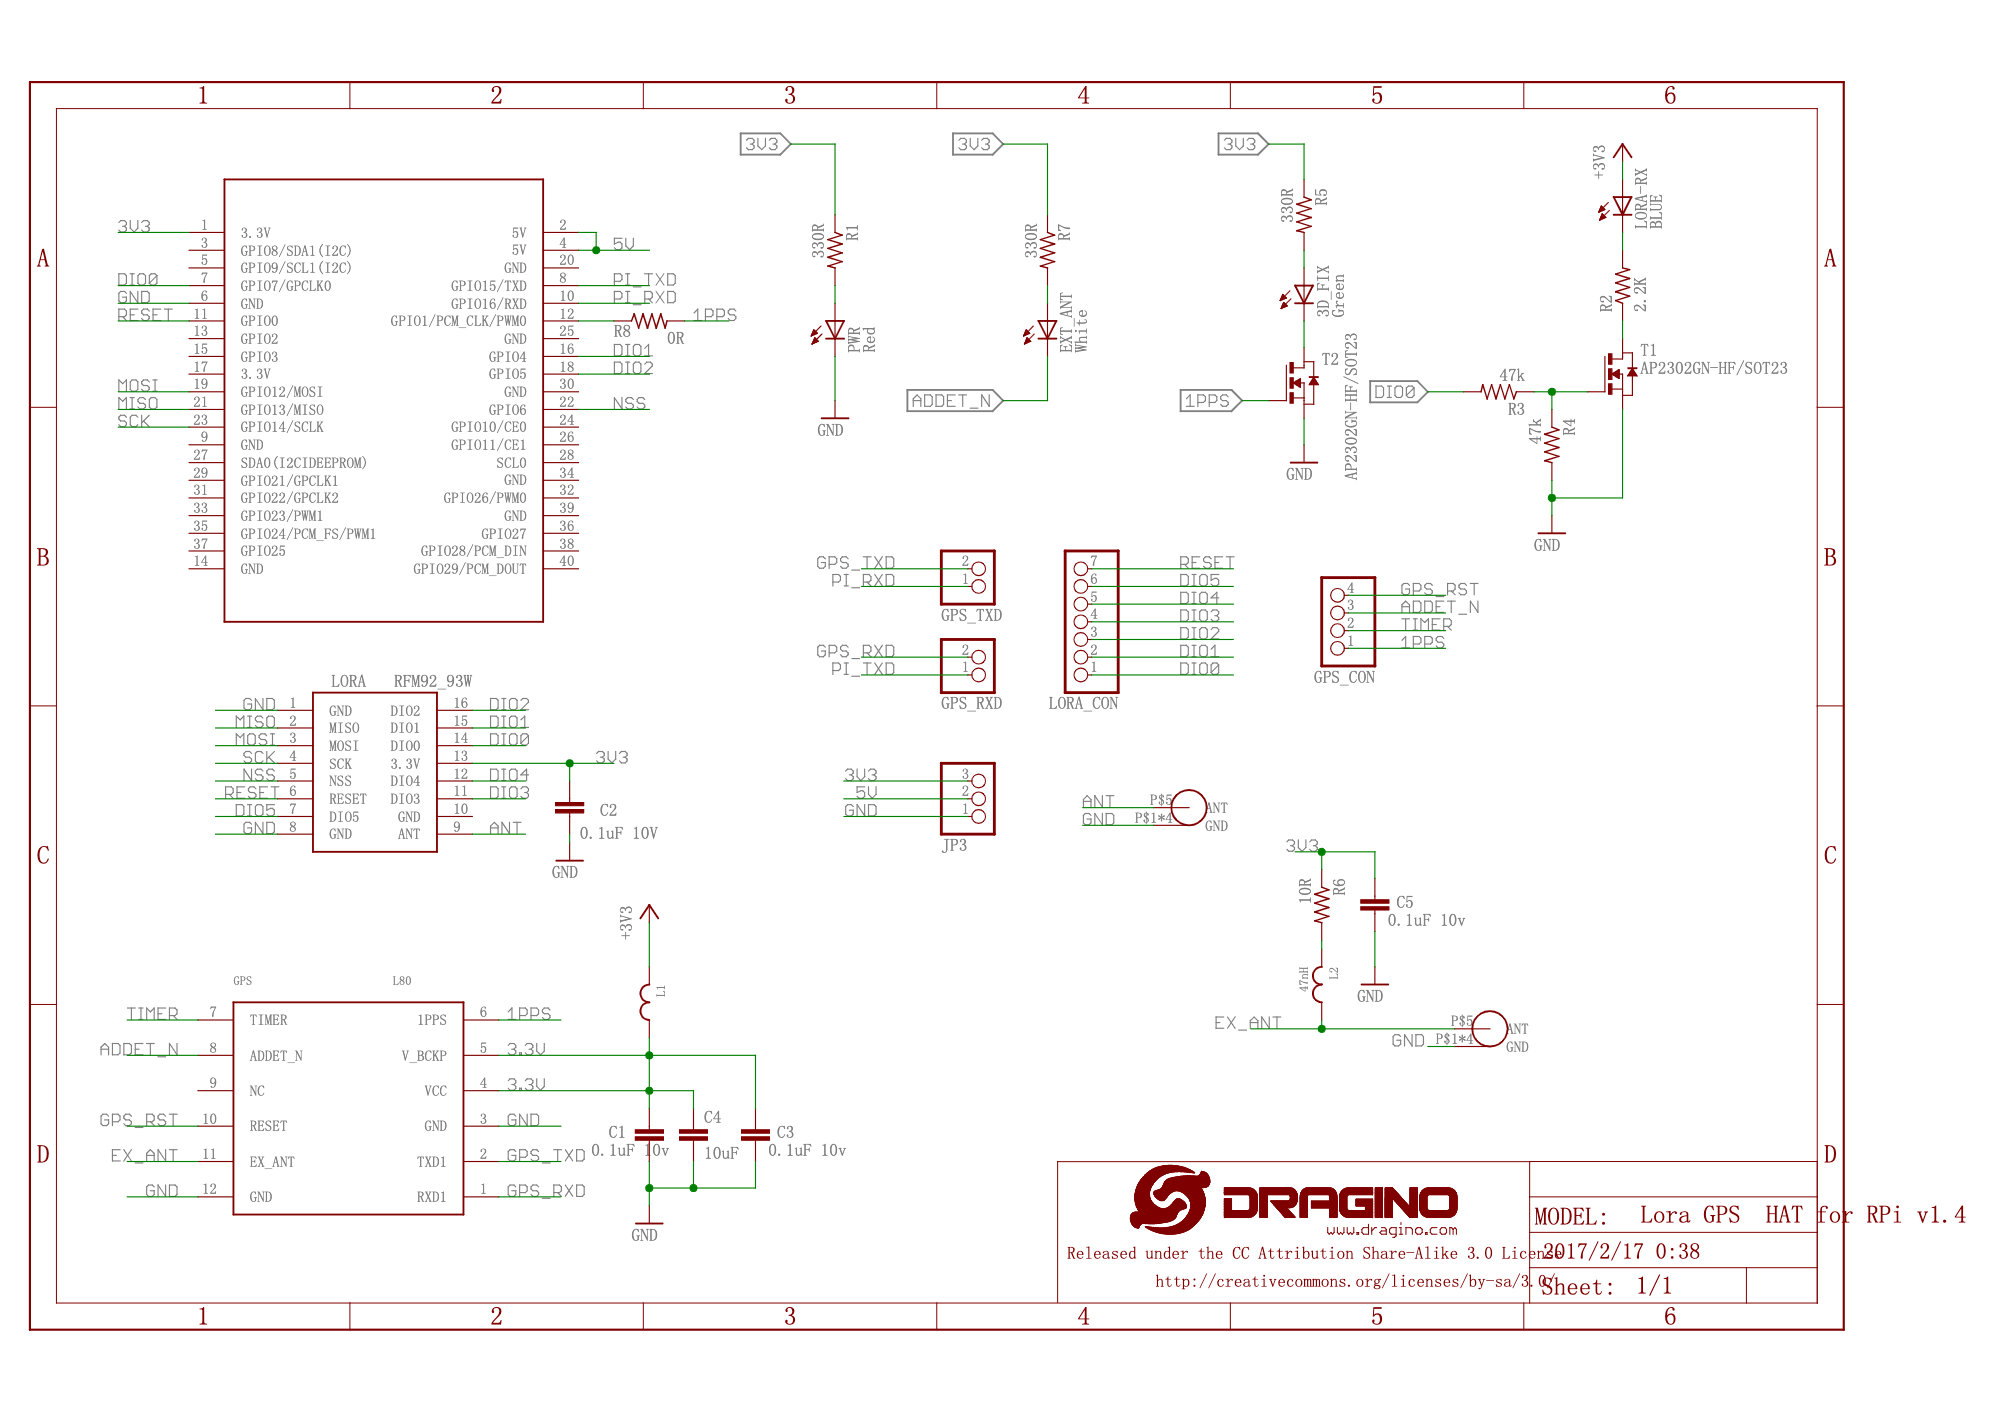 1 2 3 4 5 6
A
B
C
D
3V3
DIO0
GND
RESET
MOSI
MISO
SCK
1 3.3V
3 GPIO8/SDA1(I2C)
5 GPIO9/SCL1(I2C)
7 GPIO7/GPCLK0
6 GND
11 GPIO0
13 GPIO2
15 GPIO3
17 3.3V
19 GPIO12/MOSI
21 GPIO13/MISO
23 GPIO14/SCLK
9 GND
27 SDA0(I2CIDEEPROM)
29 GPIO21/GPCLK1
31 GPIO22/GPCLK2
33 GPIO23/PWM1
35 GPIO24/PCM_FS/PWM1
37 GPIO25
14 GND
5V 2
5V 4 5V
GND 20
GPIO15/TXD 8 PI_TXD
GPIO16/RXD 10 PI_RXD
GPIO1/PCM_CLK/PWM0 12 1PPS
R8 0R
GND 25
GPIO4 16 DIO1
GPIO5 18 DIO2
GND 30
GPIO6 22 NSS
GPIO10/CE0 24
GPIO11/CE1 26
SCL0 28
GND 34
GPIO26/PWM0 32
GND 39
GPIO27 36
GPIO28/PCM_DIN 38
GPIO29/PCM_DOUT 40
3V3
330R R1
PWR
Red
GND
3V3
330R R7
EXT_ANT
White
ADDET_N
3V3
330R R5
3D_FIX
Green
T2
AP2302GN-HF/SOT23
1PPS
GND
+3V3
LORA-RX
BLUE
R2 2.2K
T1
AP2302GN-HF/SOT23
DIO0
47k
R3
47k R4
GND
GPS_TXD 2
PI_RXD 1
GPS_TXD
GPS_RXD 2
PI_TXD 1
GPS_RXD
7 RESET
6 DIO5
5 DIO4
4 DIO3
3 DIO2
2 DIO1
1 DIO0
LORA_CON
4 GPS_RST
3 ADDET_N
2 TIMER
1 1PPS
GPS_CON
LORA RFM92_93W
GND 1 GND DIO2 16 DIO2
MISO 2 MISO DIO1 15 DIO1
MOSI 3 MOSI DIO0 14 DIO0
SCK 4 SCK 3.3V 13 3V3
NSS 5 NSS DIO4 12 DIO4
RESET 6 RESET DIO3 11 DIO3
DIO5 7 DIO5 GND 10
GND 8 GND ANT 9 ANT
C2
0.1uF 10V
GND
3V3 3
5V 2
GND 1
JP3
ANT P$5 ANT
GND P$1*4 GND
3V3
10R R6
C5
0.1uF 10v
47nH L2
GND
EX_ANT P$5 ANT
GND P$1*4 GND
+3V3
L1
GPS L80
TIMER 7 TIMER 1PPS 6 1PPS
ADDET_N 8 ADDET_N V_BCKP 5 3.3V
9 NC VCC 4 3.3V
GPS_RST 10 RESET GND 3 GND
EX_ANT 11 EX_ANT TXD1 2 GPS_TXD
GND 12 GND RXD1 1 GPS_RXD
C1
0.1uF 10v
C4
10uF
C3
0.1uF 10v
GND
DRAGINO
www.dragino.com
Released under the CC Attribution Share-Alike 3.0 License
http://creativecommons.org/licenses/by-sa/3.0/
MODEL: Lora GPS HAT for RPi v1.4
2017/2/17 0:38
Sheet: 1/1
A
B
C
D
1 2 3 4 5 6